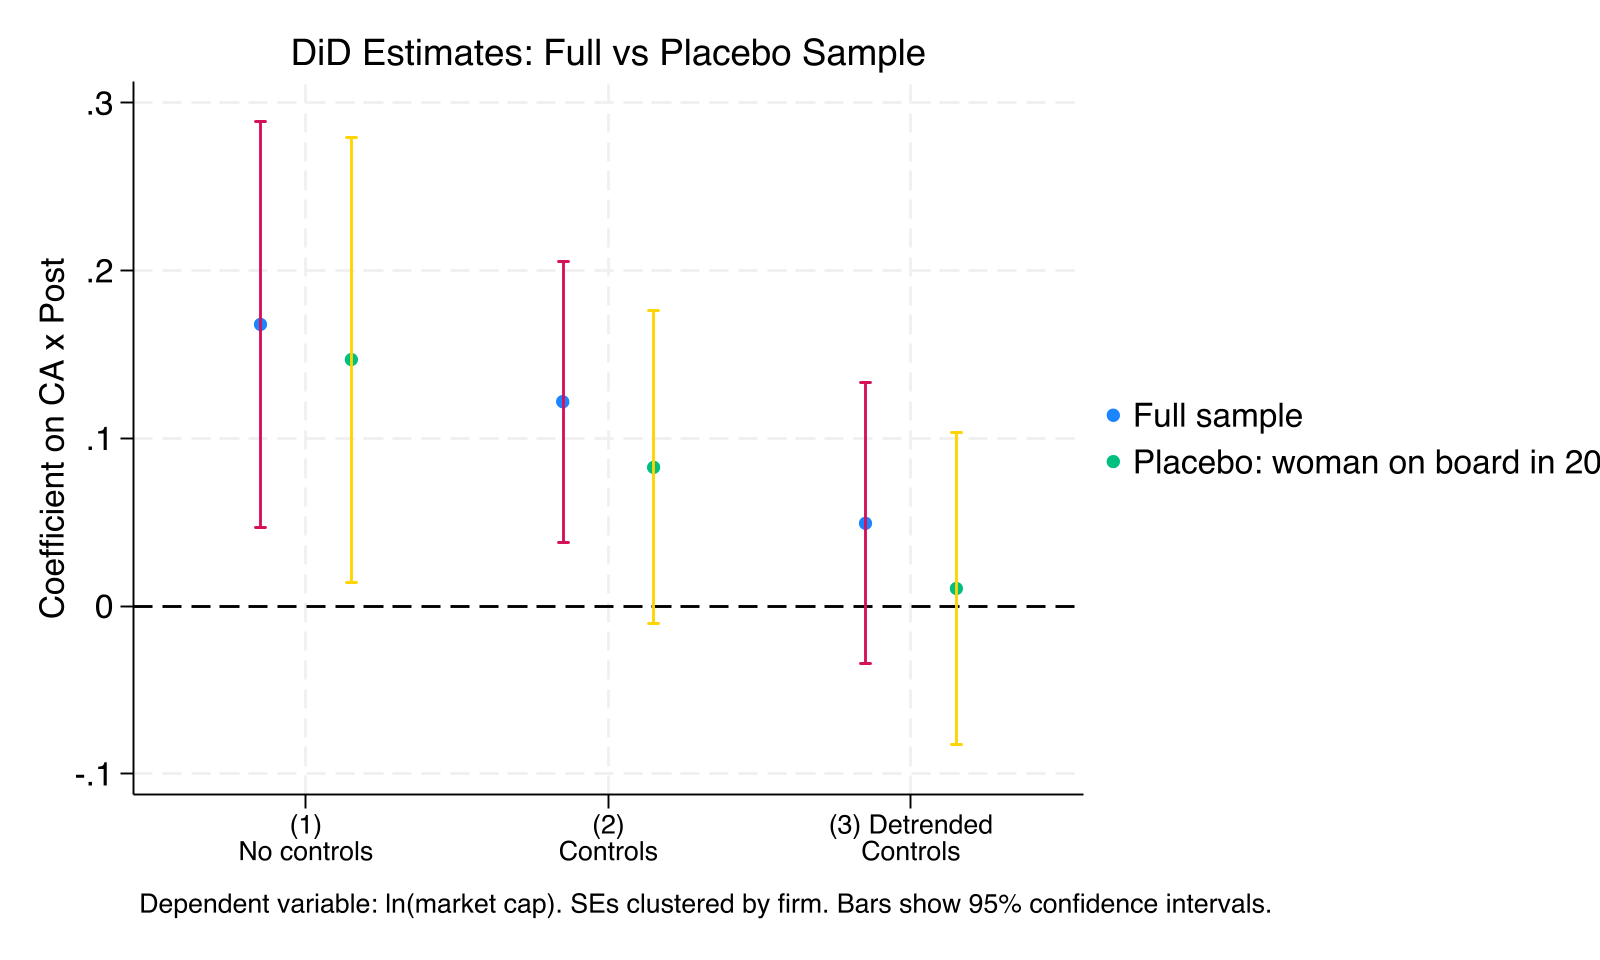 DiD Estimates: Full vs Placebo Sample
Coefficient on CA x Post
.3
.2
.1
0
-.1
(1)
No controls
(2)
Controls
(3) Detrended
Controls
Full sample
Placebo: woman on board in 20
Dependent variable: ln(market cap). SEs clustered by firm. Bars show 95% confidence intervals.